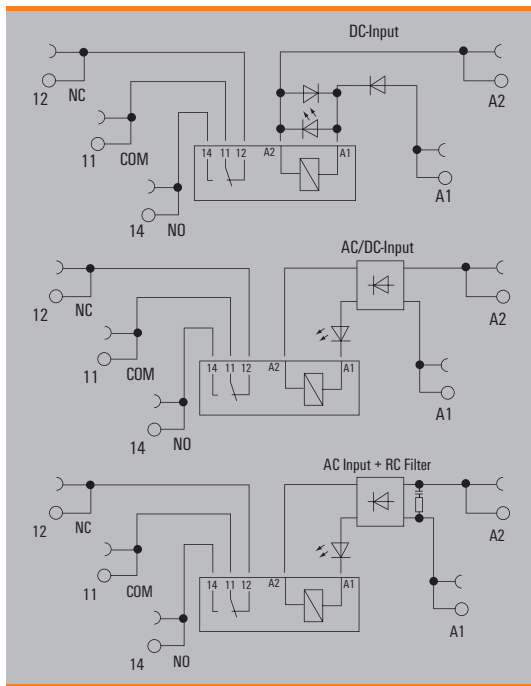 DC-Input
12 NC
A2
11 COM
14 11 12 A2 A1
A1
14 NO
AC/DC-Input
12 NC
A2
11 COM
14 11 12 A2 A1
A1
14 NO
AC Input + RC Filter
12 NC
A2
11 COM
14 11 12 A2 A1
A1
14 NO